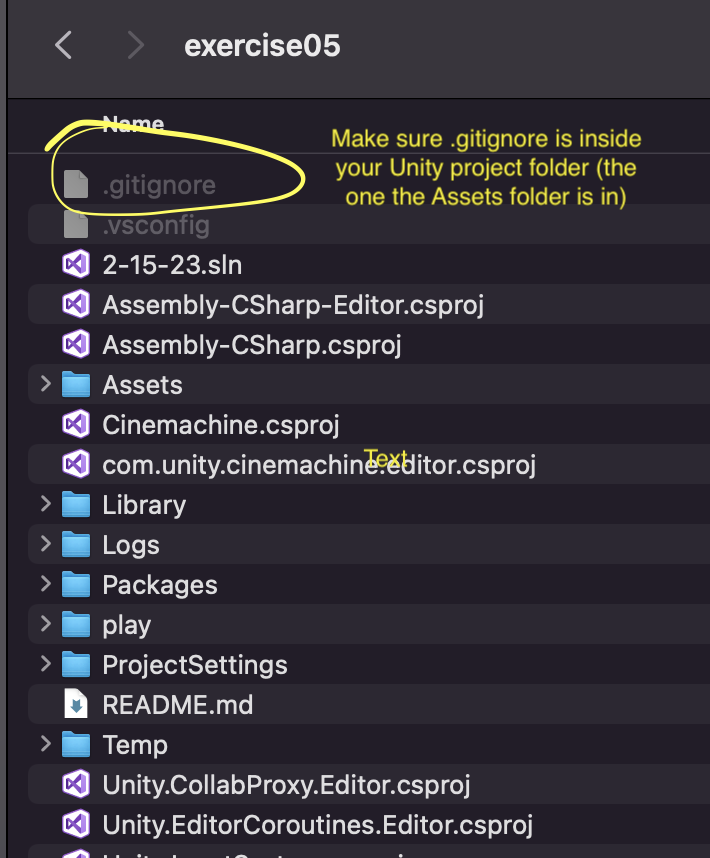 exercise05
Name
Make sure .gitignore is inside
your Unity project folder (the
one the Assets folder is in)
.gitignore
.vsconfig
2-15-23.sln
Assembly-CSharp-Editor.csproj
Assembly-CSharp.csproj
Assets
Cinemachine.csproj
com.unity.cinemachine.editor.csproj
Text
Library
Logs
Packages
play
ProjectSettings
README.md
Temp
Unity.CollabProxy.Editor.csproj
Unity.EditorCoroutines.Editor.csproj